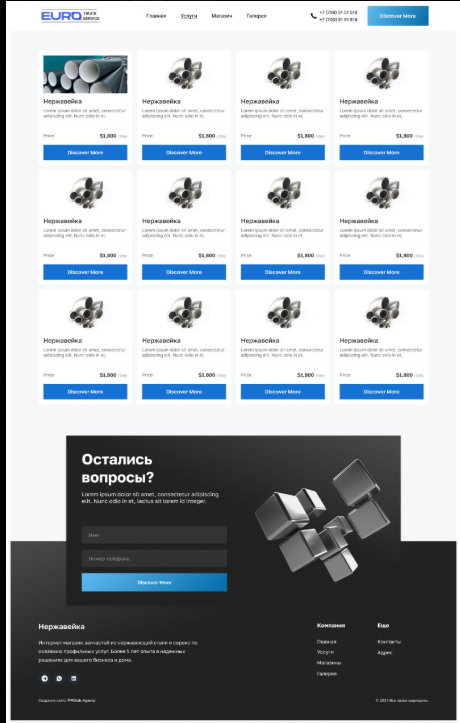 EURO TRUCK SERVICE
Главная Услуги Магазин Галерея
+7 (708) 51 51 510
Discover More
Нержавейка Нержавейка Нержавейка Нержавейка
Lorem ipsum dolor sit amet, consectetur Lorem ipsum dolor sit amet, consectetur Lorem ipsum dolor sit amet, consectetur Lorem ipsum dolor sit amet, consectetur
adipiscing elit. Nunc odio in et, adipiscing elit. Nunc odio in et, adipiscing elit. Nunc odio in et, adipiscing elit. Nunc odio in et,
Price $1,800 /day Price $1,800 /day Price $1,800 /day Price $1,800 /day
Discover More Discover More Discover More Discover More
Нержавейка Нержавейка Нержавейка Нержавейка
Lorem ipsum dolor sit amet, consectetur Lorem ipsum dolor sit amet, consectetur Lorem ipsum dolor sit amet, consectetur Lorem ipsum dolor sit amet, consectetur
adipiscing elit. Nunc odio in et, adipiscing elit. Nunc odio in et, adipiscing elit. Nunc odio in et, adipiscing elit. Nunc odio in et,
Price $1,800 /day Price $1,800 /day Price $1,800 /day Price $1,800 /day
Discover More Discover More Discover More Discover More
Нержавейка Нержавейка Нержавейка Нержавейка
Lorem ipsum dolor sit amet, consectetur Lorem ipsum dolor sit amet, consectetur Lorem ipsum dolor sit amet, consectetur Lorem ipsum dolor sit amet, consectetur
adipiscing elit. Nunc odio in et, adipiscing elit. Nunc odio in et, adipiscing elit. Nunc odio in et, adipiscing elit. Nunc odio in et,
Price $1,800 /day Price $1,800 /day Price $1,800 /day Price $1,800 /day
Discover More Discover More Discover More Discover More
Остались
вопросы?
Lorem ipsum dolor sit amet, consectetur adipiscing
elit. Nunc odio in et, lectus sit lorem id integer.
Имя
Номер телефона
Discover More
Нержавейка
Интернет-магазин запчастей из нержавеющей стали и сервис по
оказанию профильных услуг. Более 5 лет опыта в надежных
решениях для вашего бизнеса и дома.
Компания
Главная
Услуги
Магазины
Галерея
Еще
Контакты
Адрес
Создание сайта
© 2024 Все права защищены.